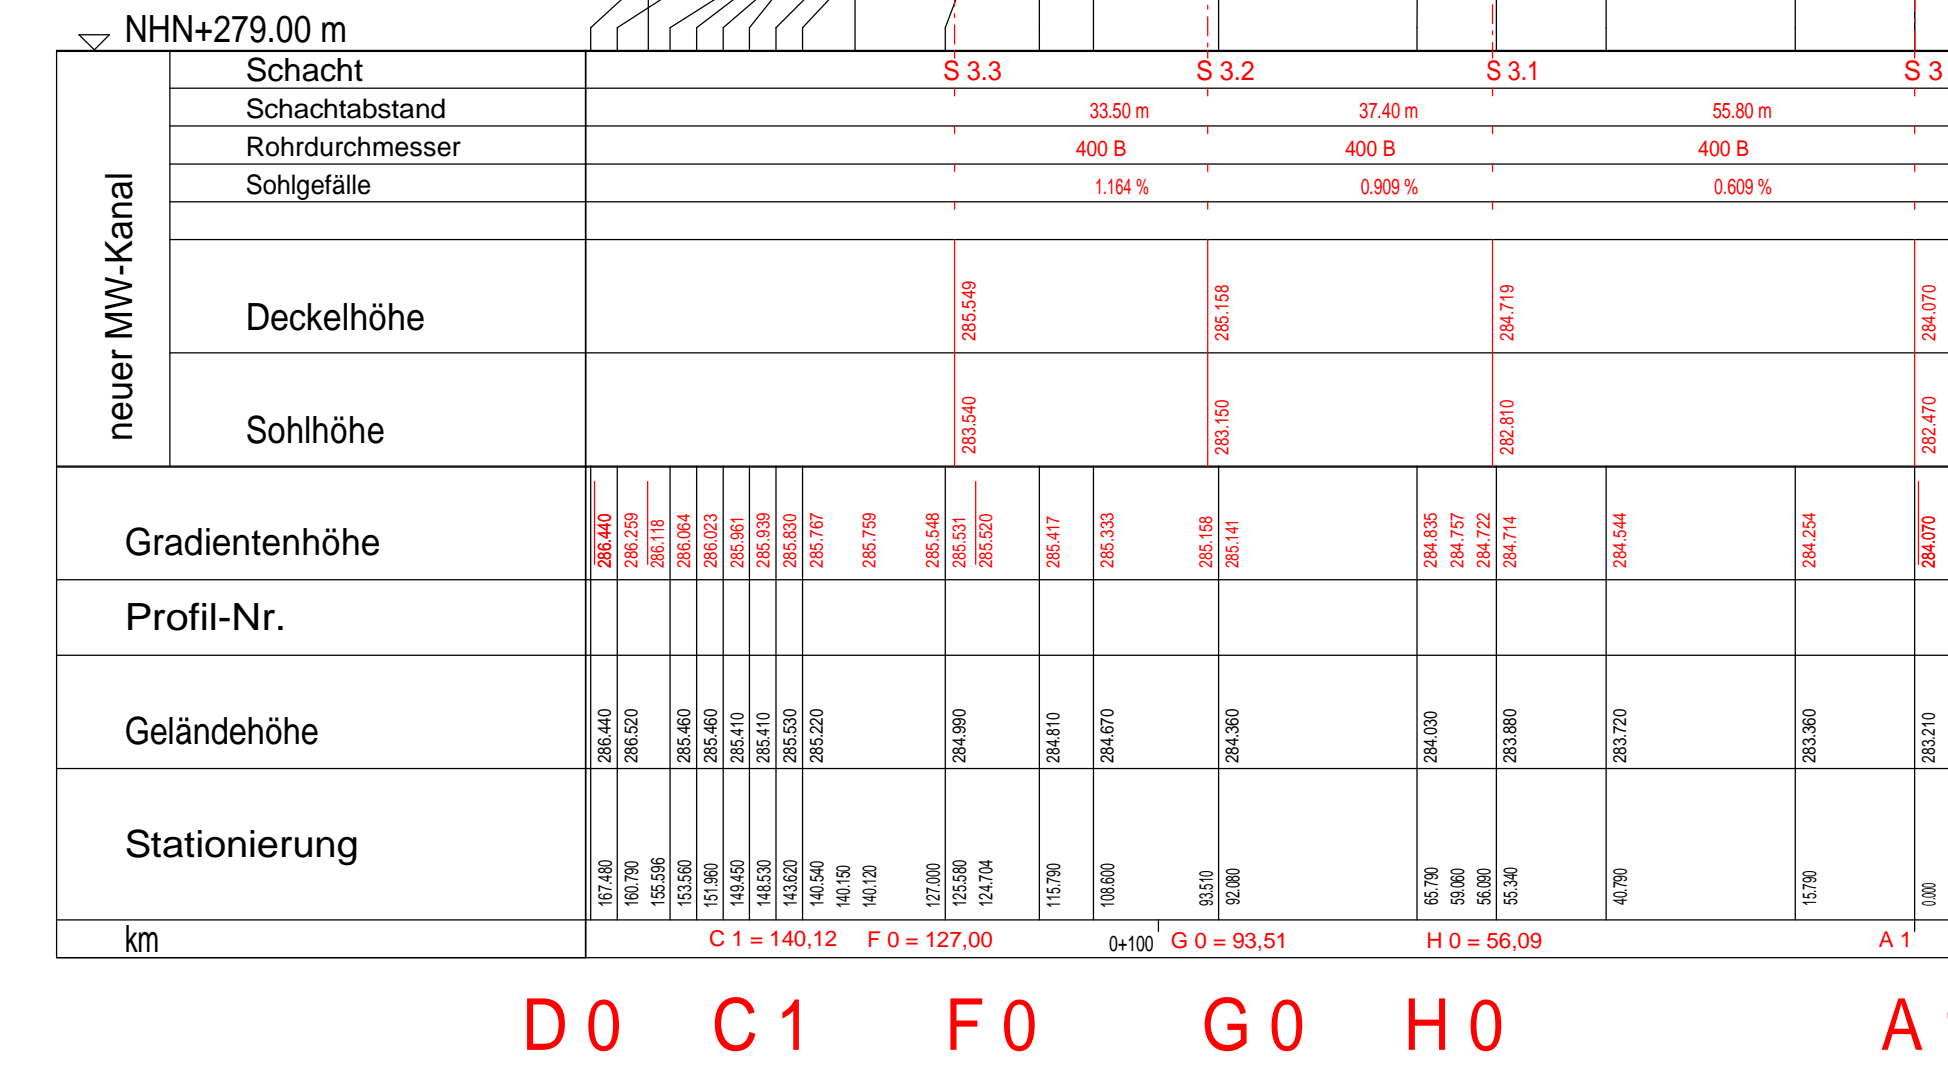 NHN+279.00 m
neuer MW-Kanal
Schacht S 3.3 S 3.2 S 3.1 S 3
Schachtabstand 33.50 m 37.40 m 55.80 m
Rohrdurchmesser 400 B 400 B 400 B
Sohlgefälle 1.164 % 0.909 % 0.609 %
Deckelhöhe 285.549 285.158 284.719 284.070
Sohlhöhe 283.540 283.150 282.810 282.470
Gradientenhöhe 286.440 286.259 286.118 286.064 286.023 285.961 285.939 285.830 285.767 285.759 285.548 285.531 285.520 285.417 285.333 285.158 285.141 284.835 284.757 284.722 284.714 284.544 284.254 284.070
Profil-Nr.
Geländehöhe 286.440 286.520 285.460 285.460 285.410 285.410 285.530 285.220 284.990 284.810 284.670 284.360 284.030 283.880 283.720 283.360 283.210
Stationierung 167.480 160.790 155.596 153.560 151.960 149.450 148.530 143.620 140.540 140.150 140.120 127.000 125.580 124.704 115.790 108.600 93.510 92.080 65.790 59.060 56.090 55.340 40.790 15.790 0.000
km C 1 = 140,12 F 0 = 127,00 0+100 G 0 = 93,51 H 0 = 56,09 A 1
D 0 C 1 F 0 G 0 H 0 A